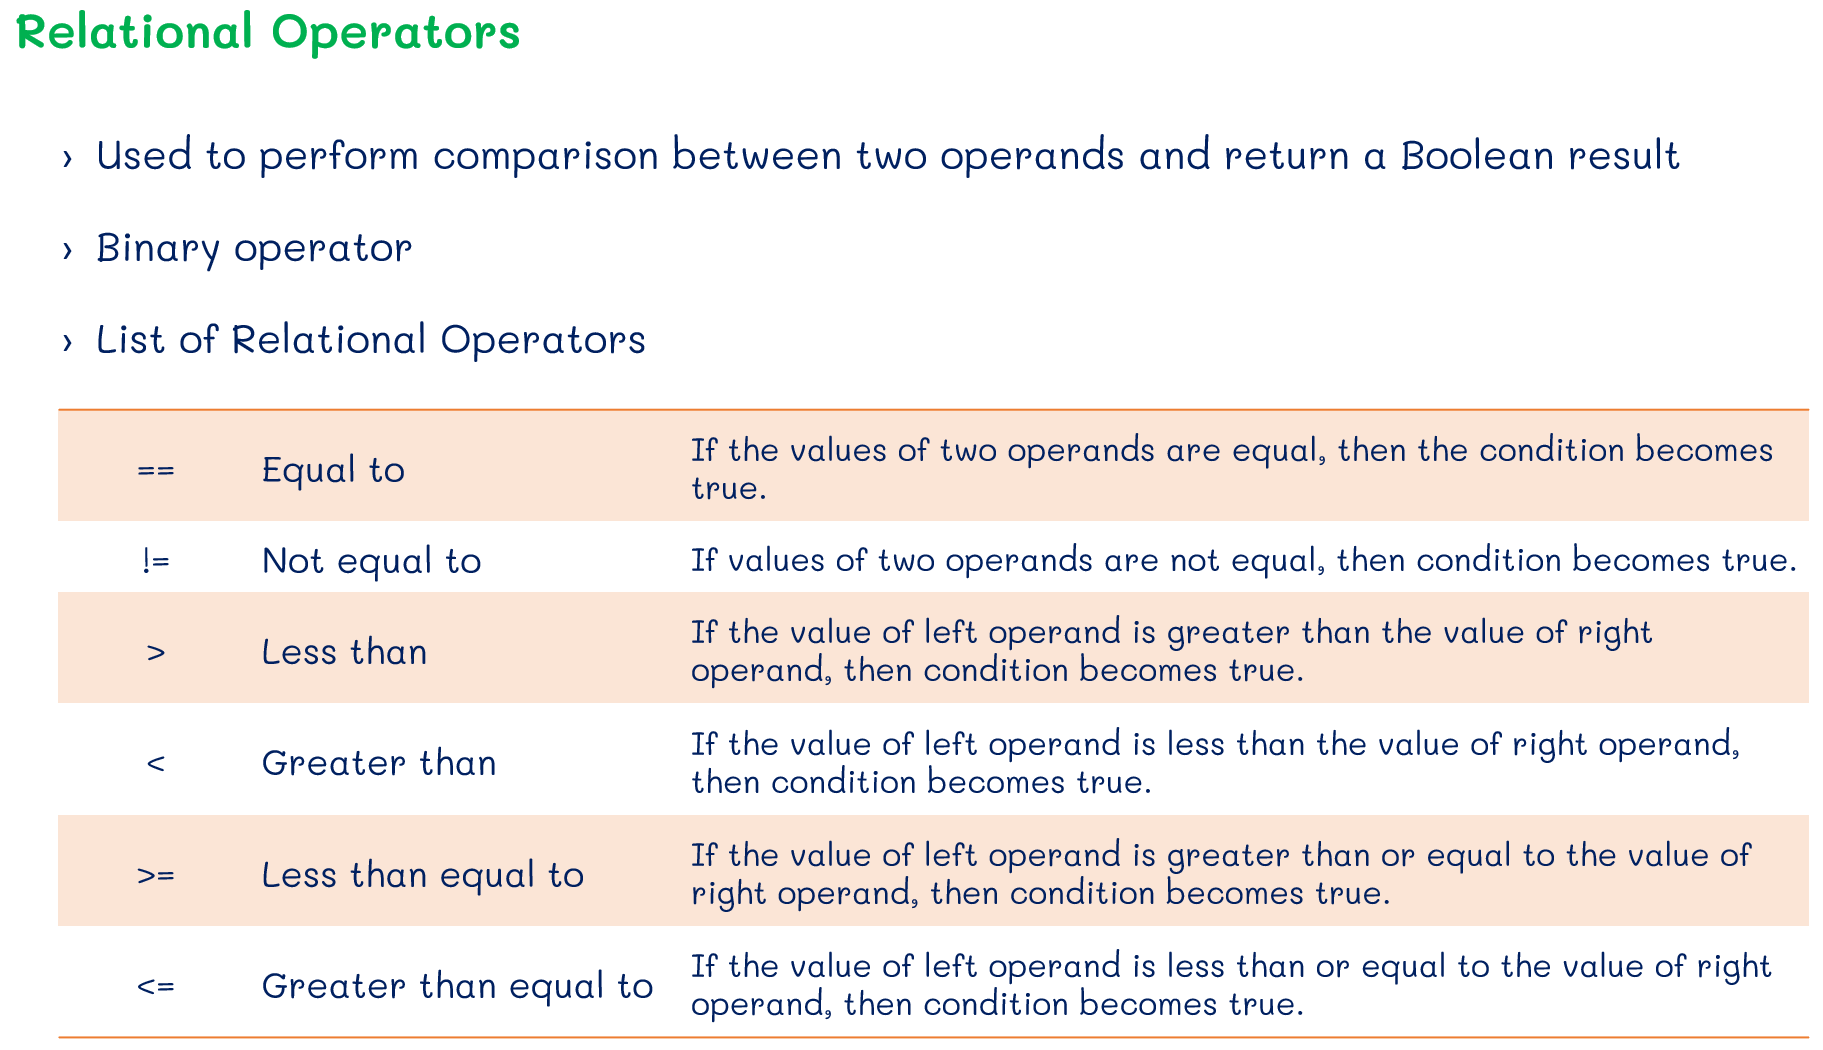 Relational Operators
› Used to perform comparison between two operands and return a Boolean result
› Binary operator
› List of Relational Operators
== Equal to If the values of two operands are equal, then the condition becomes
true.
!= Not equal to If values of two operands are not equal, then condition becomes true.
> Less than If the value of left operand is greater than the value of right
operand, then condition becomes true.
< Greater than If the value of left operand is less than the value of right operand,
then condition becomes true.
>= Less than equal to If the value of left operand is greater than or equal to the value of
right operand, then condition becomes true.
<= Greater than equal to If the value of left operand is less than or equal to the value of right
operand, then condition becomes true.